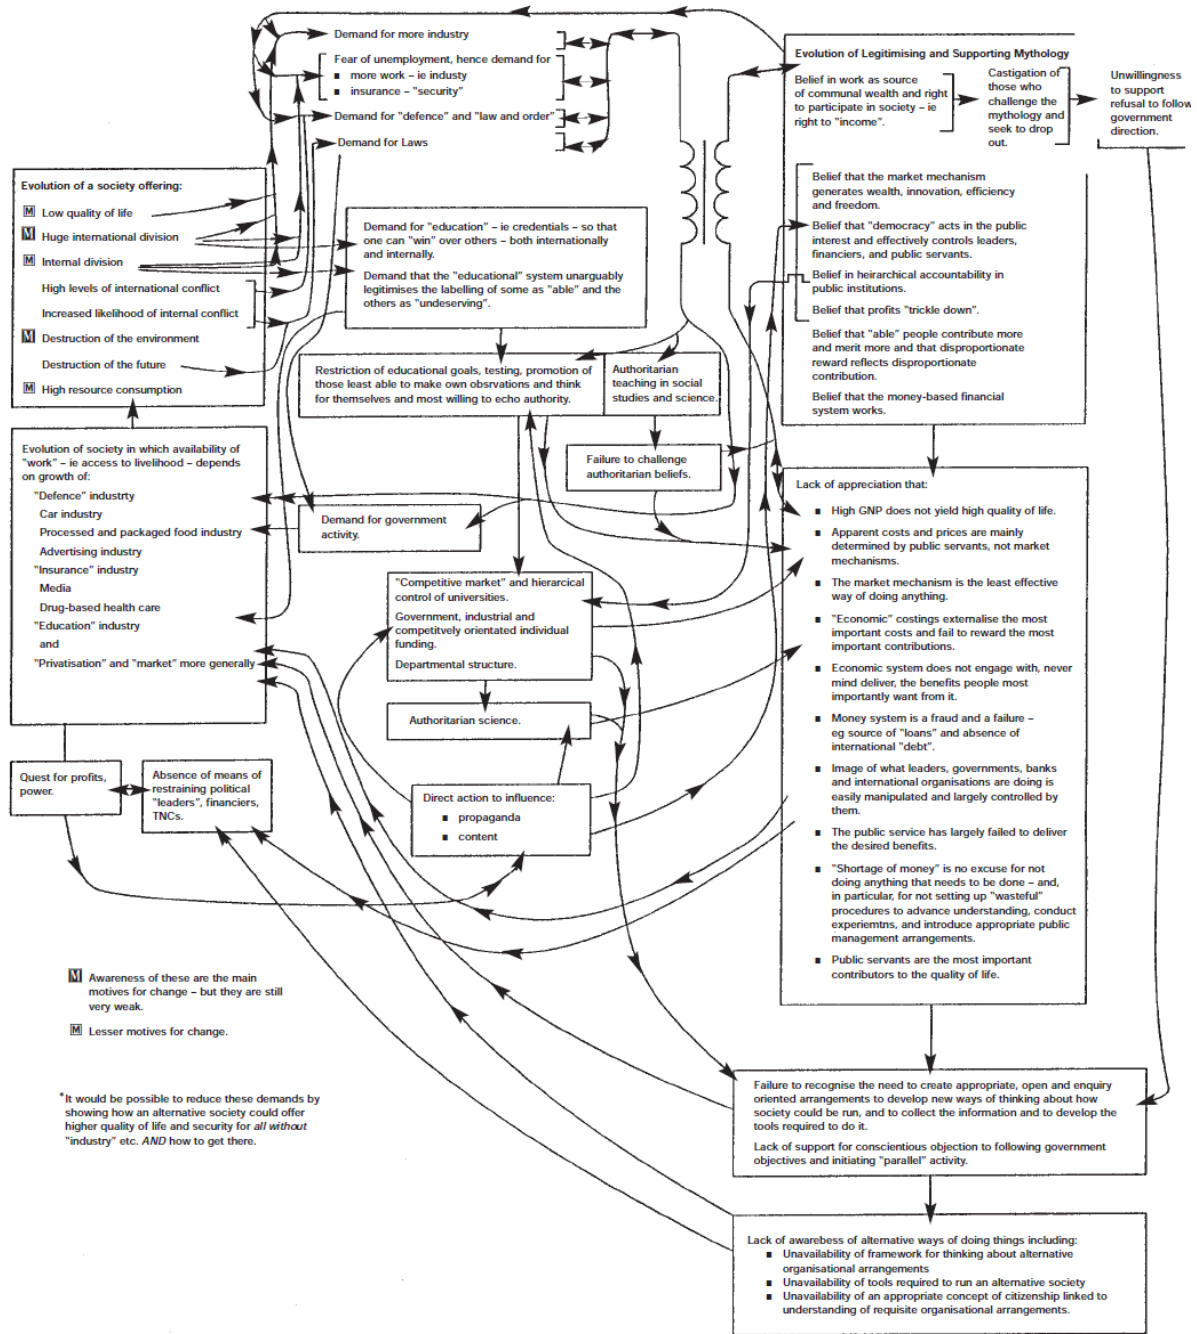 Demand for more industry
Fear of unemployment, hence demand for
■ more work – ie industy
■ insurance – "security"
Demand for "defence" and "law and order"
Demand for Laws
Evolution of Legitimising and Supporting Mythology
Belief in work as source
of communal wealth and right
to participate in society – ie
right to "income".
Castigation of
those who
challenge the
mythology and
seek to drop
out.
Unwillingness
to support
refusal to follow
government
direction.
Belief that the market mechanism
generates wealth, innovation, efficiency
and freedom.
Belief that "democracy" acts in the public
interest and effectively controls leaders,
financiers, and public servants.
Belief in heirarchical accountability in
public institutions.
Belief that profits "trickle down".
Belief that "able" people contribute more
and merit more and that disproportionate
reward reflects disproportionate
contribution.
Belief that the money-based financial
system works.
Evolution of a society offering:
M Low quality of life
M Huge international division
M Internal division
High levels of international conflict
Increased likelihood of internal conflict
M Destruction of the environment
Destruction of the future
M High resource consumption
Demand for "education" – ie credentials – so that
one can "win" over others – both internationally
and internally.
Demand that the "educational" system unarguably
legitimises the labelling of some as "able" and the
others as "undeserving".
Restriction of educational goals, testing, promotion of
those least able to make own obsrvations and think
for themselves and most willing to echo authority.
Authoritarian
teaching in social
studies and science.
Failure to challenge
authoritarian beliefs.
Evolution of society in which availability of
"work" – ie access to livelihood – depends
on growth of:
"Defence" industrty
Car industry
Processed and packaged food industry
Advertising industry
"Insurance" industry
Media
Drug-based health care
"Education" industry
and
"Privatisation" and "market" more generally
Demand for government
activity.
"Competitive market" and hierarcical
control of universities.
Government, industrial and
competitvely orientated individual
funding.
Departmental structure.
Authoritarian science.
Direct action to influence:
■ propaganda
■ content
Quest for profits,
power.
Absence of means of
restraining political
"leaders", financiers,
TNCs.
Lack of appreciation that:
■ High GNP does not yield high quality of life.
■ Apparent costs and prices are mainly
determined by public servants, not market
mechanisms.
■ The market mechanism is the least effective
way of doing anything.
■ "Economic" costings externalise the most
important costs and fail to reward the most
important contributions.
■ Economic system does not engage with, never
mind deliver, the benefits people most
importantly want from it.
■ Money system is a fraud and a failure –
eg source of "loans" and absence of
international "debt".
■ Image of what leaders, governments, banks
and international organisations are doing is
easily manipulated and largely controlled by
them.
■ The public service has largely failed to deliver
the desired benefits.
■ "Shortage of money" is no excuse for not
doing anything that needs to be done – and,
in particular, for not setting up "wasteful"
procedures to advance understanding, conduct
experiemtns, and introduce appropriate public
management arrangements.
■ Public servants are the most important
contributors to the quality of life.
M Awareness of these are the main
motives for change – but they are still
very weak.
M Lesser motives for change.
*It would be possible to reduce these demands by
showing how an alternative society could offer
higher quality of life and security for all without
"industry" etc. AND how to get there.
Failure to recognise the need to create appropriate, open and enquiry
oriented arrangements to develop new ways of thinking about how
society could be run, and to collect the information and to develop the
tools required to do it.
Lack of support for conscientious objection to following government
objectives and initiating "parallel" activity.
Lack of awarebess of alternative ways of doing things including:
■ Unavailability of framework for thinking about alternative
organisational arrangements
■ Unavailability of tools required to run an alternative society
■ Unavailability of an appropriate concept of citizenship linked to
understanding of requisite organisational arrangements.